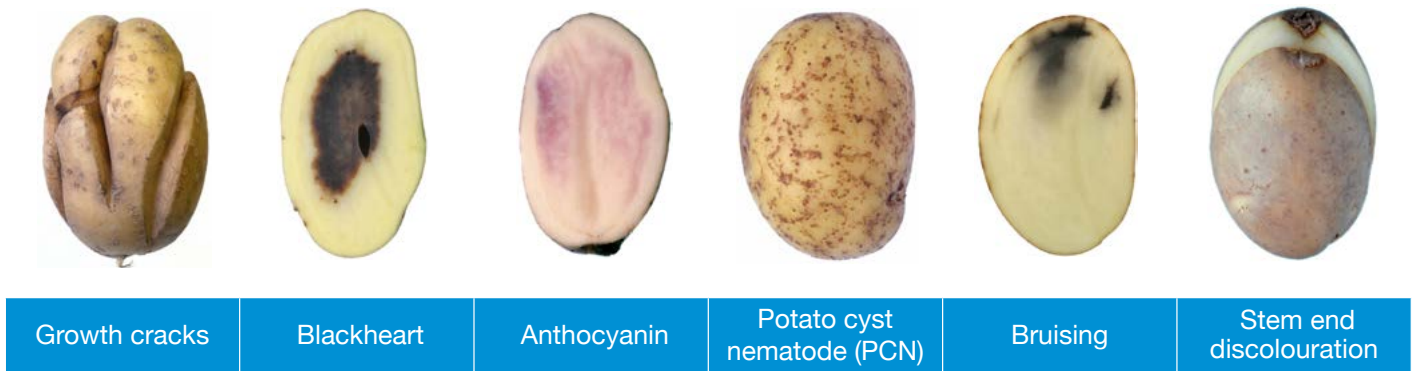 Growth cracks
Blackheart
Anthocyanin
Potato cyst
nematode (PCN)
Bruising
Stem end
discolouration